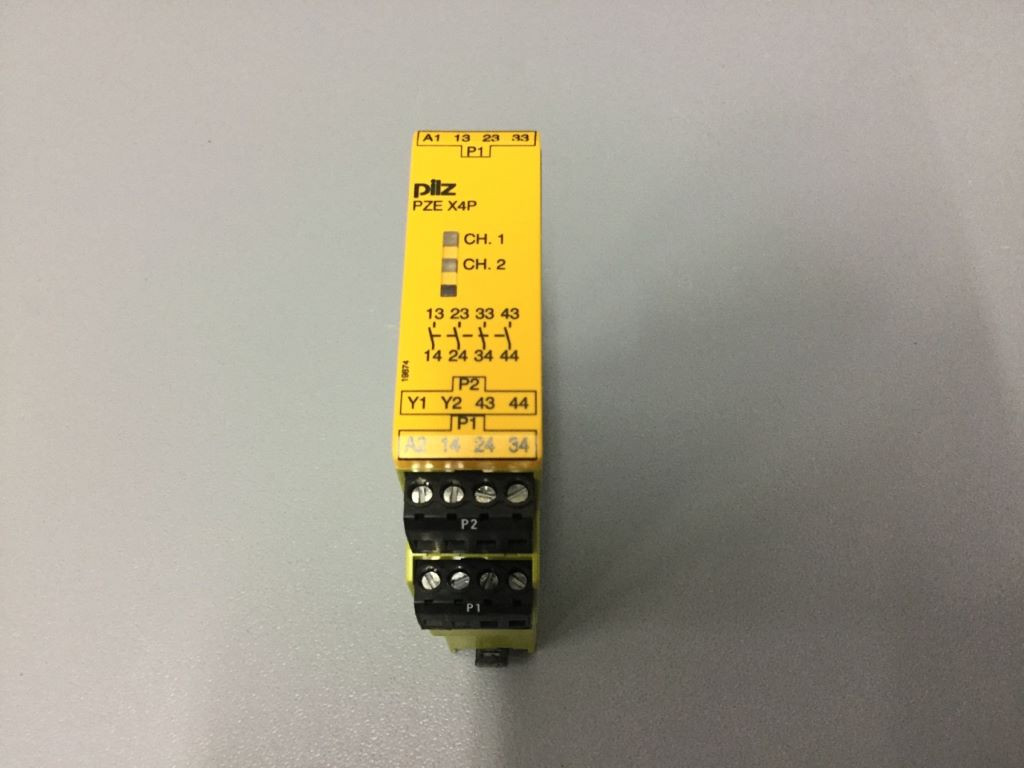 A1 13 23 33
P1
pilz
PZE X4P
CH. 1
CH. 2
13 23 33 43
14 24 34 44
19874
P2
Y1 Y2 43 44
P1
A2 14 24 34
P2
P1